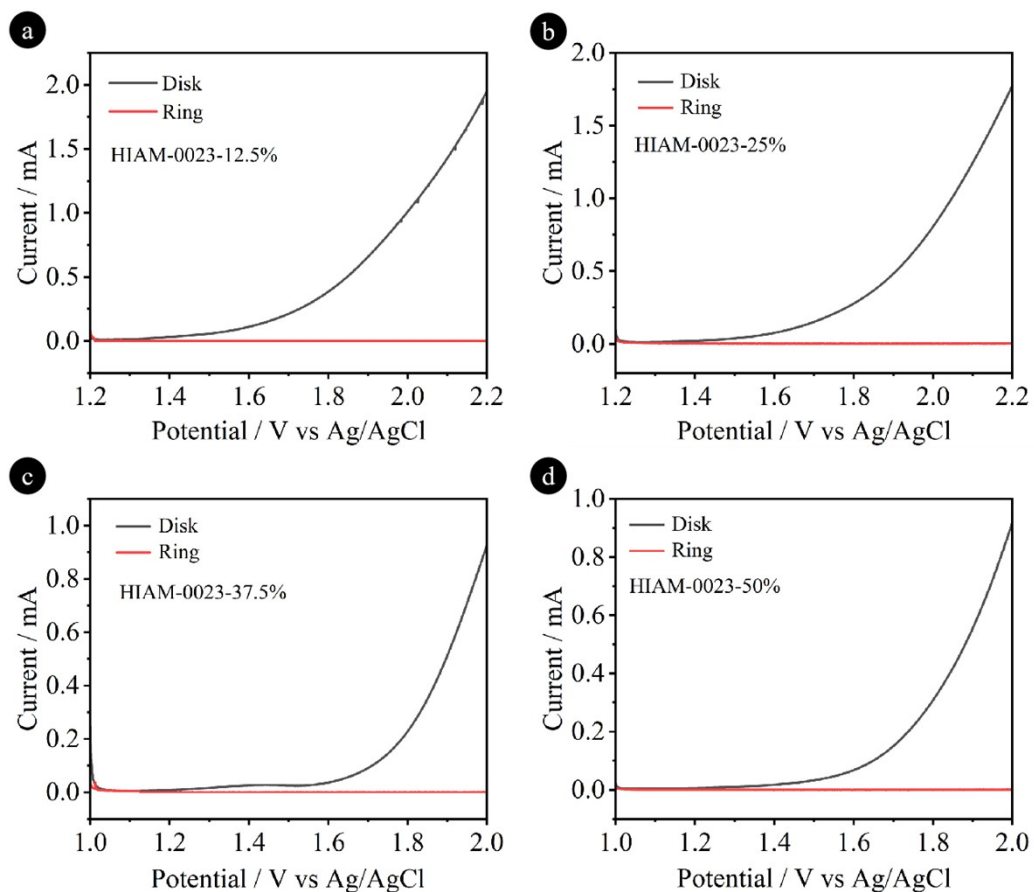 a
Disk
Ring
HIAM-0023-12.5%
Current / mA
2.0
1.5
1.0
0.5
0.0
1.2 1.4 1.6 1.8 2.0 2.2
Potential / V vs Ag/AgCl
b
Disk
Ring
HIAM-0023-25%
Current / mA
2.0
1.5
1.0
0.5
0.0
1.2 1.4 1.6 1.8 2.0 2.2
Potential / V vs Ag/AgCl
c
Disk
Ring
HIAM-0023-37.5%
Current / mA
1.0
0.8
0.6
0.4
0.2
0.0
1.0 1.2 1.4 1.6 1.8 2.0
Potential / V vs Ag/AgCl
d
Disk
Ring
HIAM-0023-50%
Current / mA
1.0
0.8
0.6
0.4
0.2
0.0
1.0 1.2 1.4 1.6 1.8 2.0
Potential / V vs Ag/AgCl